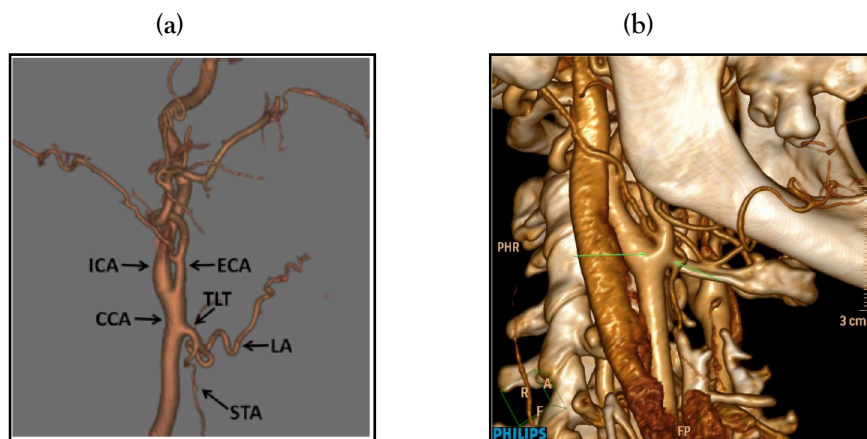 (a)
(b)
ICA
ECA
TLT
CCA
LA
STA
PHR
3 cm
R
A
F
PHILIPS
FP